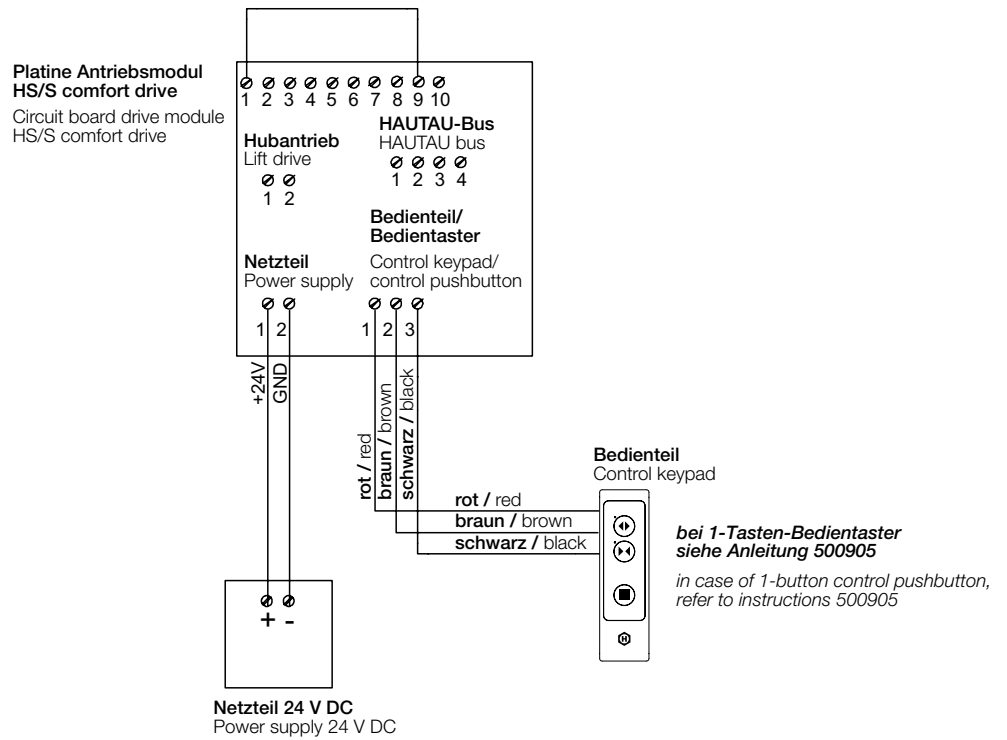 Platine Antriebsmodul
HS/S comfort drive
Circuit board drive module
HS/S comfort drive
1 2 3 4 5 6 7 8 9 10
Hubantrieb
Lift drive
1 2
HAUTAU-Bus
HAUTAU bus
1 2 3 4
Bedienteil/
Bedientaster
Control keypad/
control pushbutton
Netzteil
Power supply
1 2
1 2 3
+24V
GND
rot / red
braun / brown
schwarz / black
Bedienteil
Control keypad
rot / red
braun / brown
schwarz / black
H
bei 1-Tasten-Bedientaster
siehe Anleitung 500905
in case of 1-button control pushbutton,
refer to instructions 500905
+ -
Netzteil 24 V DC
Power supply 24 V DC